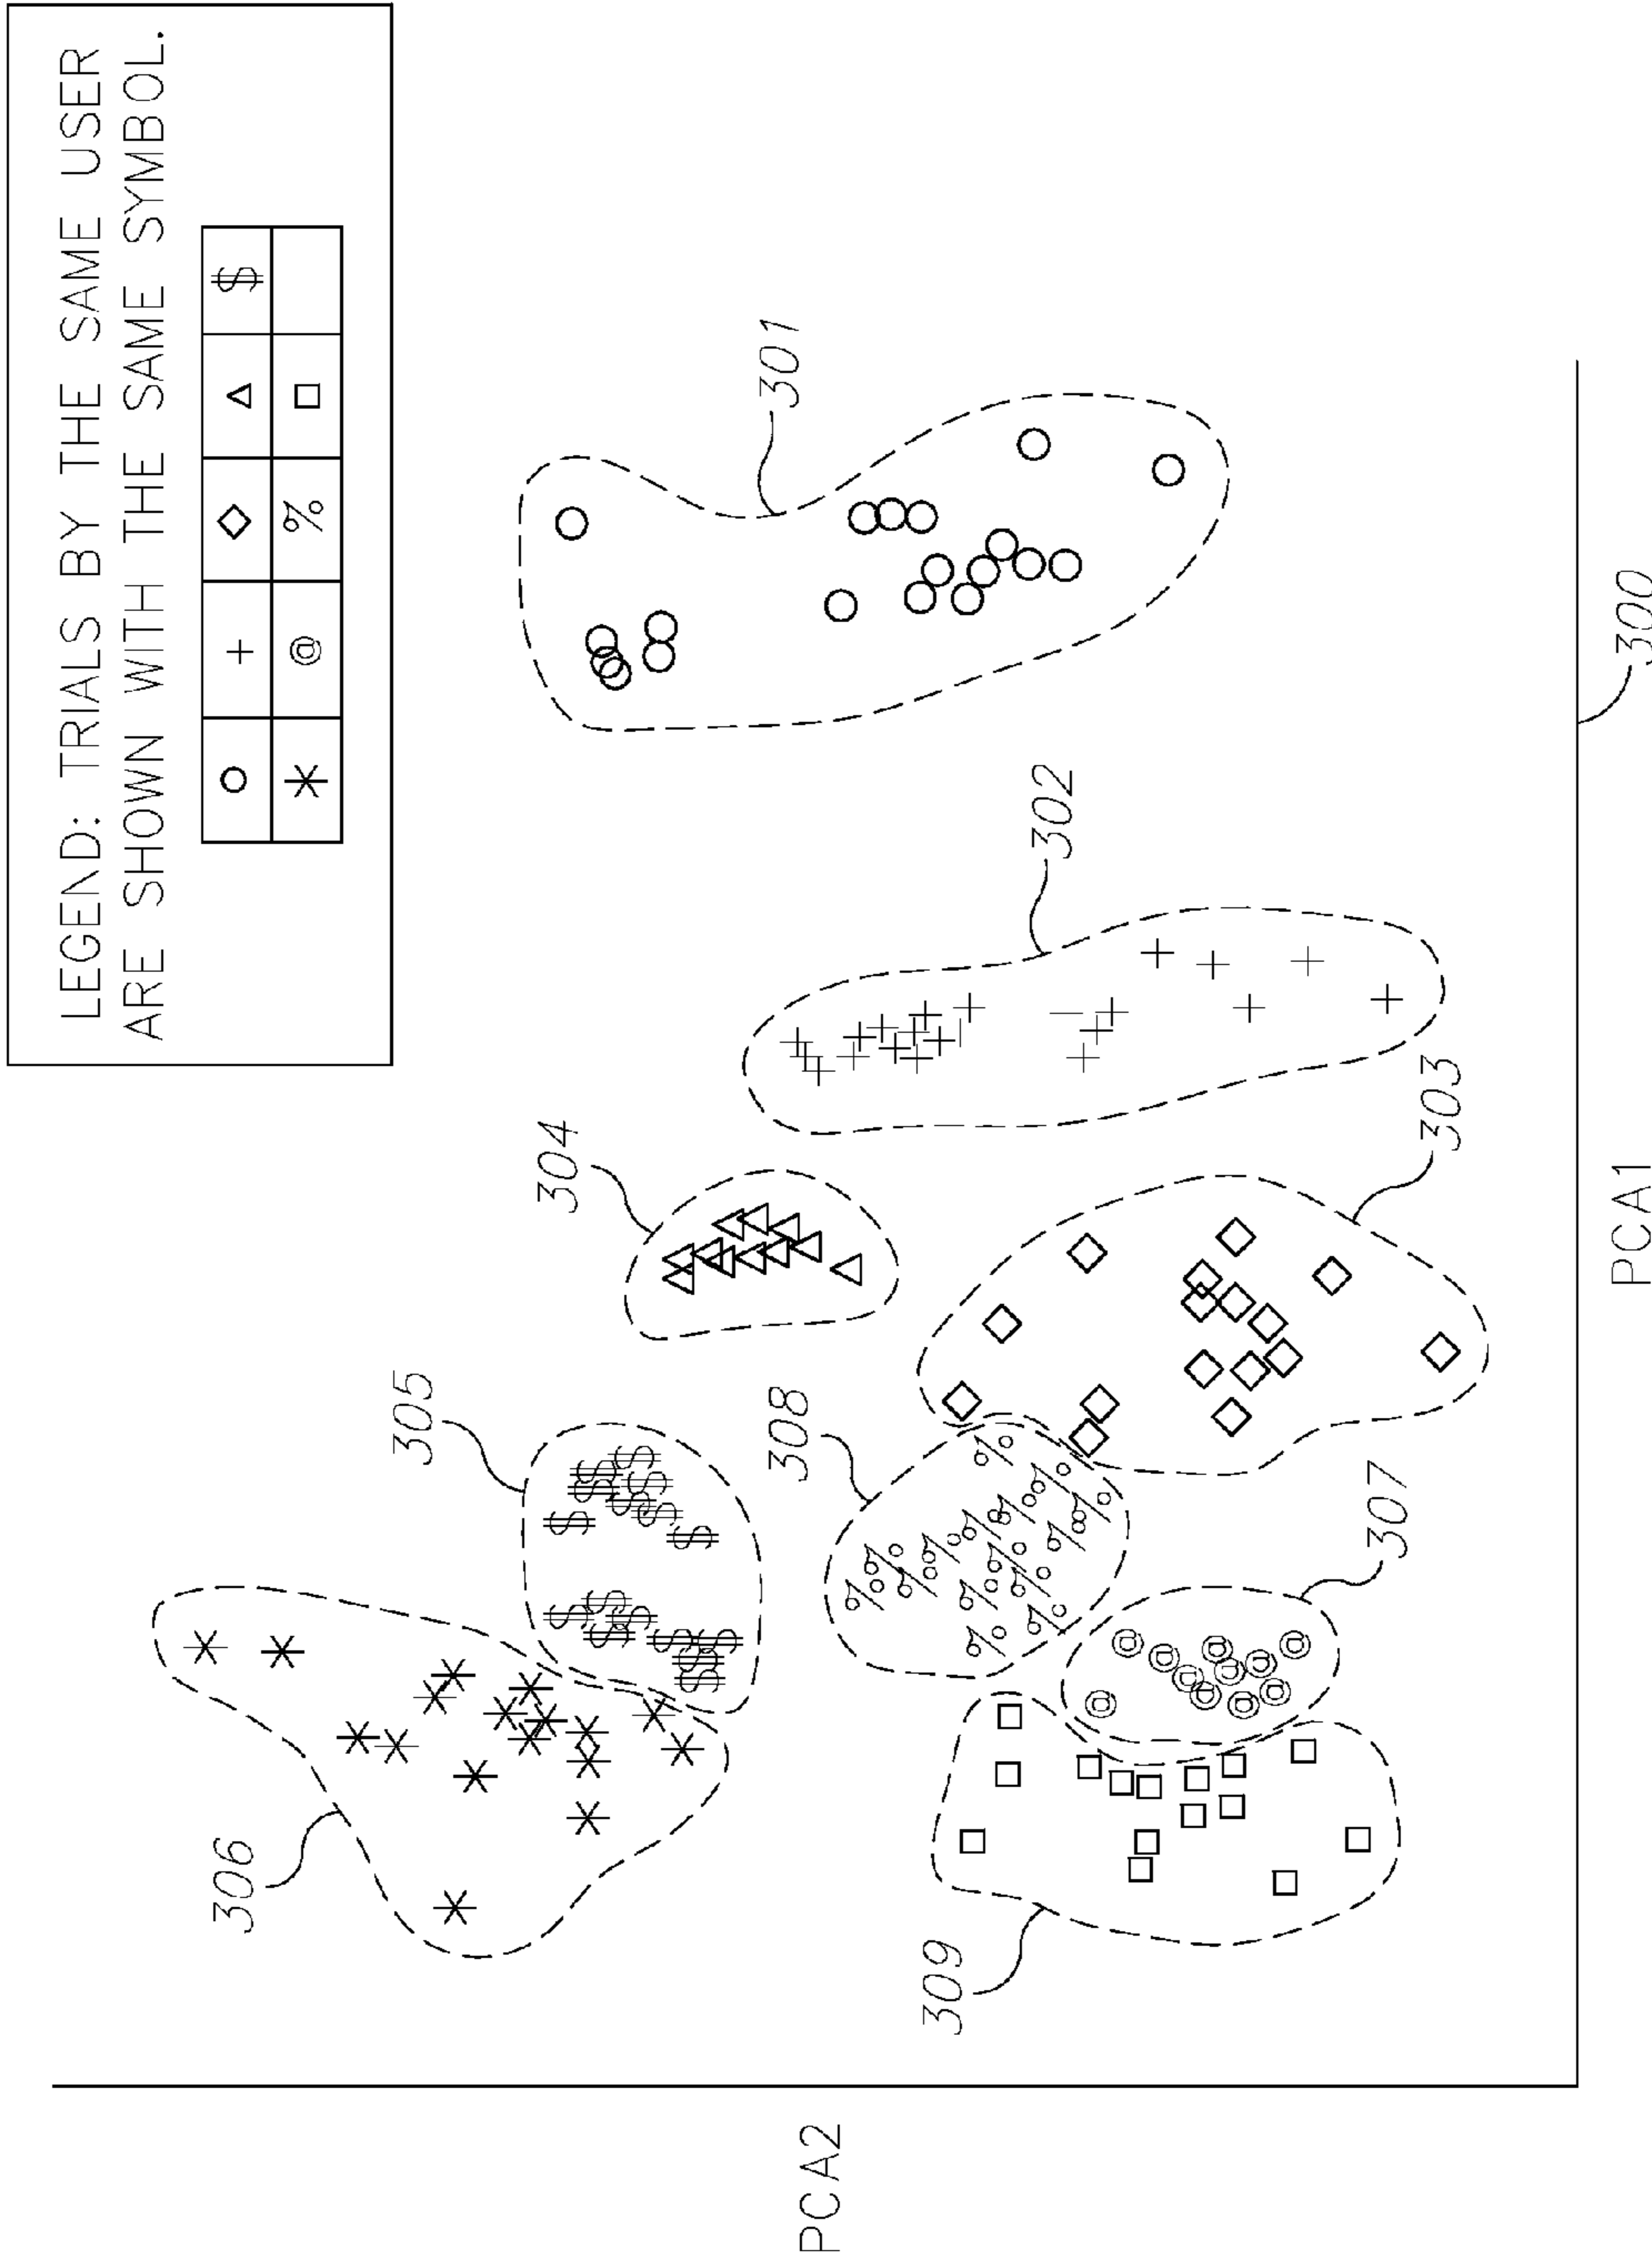 LEGEND: TRIALS BY THE SAME USER
ARE SHOWN WITH THE SAME SYMBOL.
○ + ◇ △ $
* @ % □
306
305
304
301
308
302
309
307
303
300
PCA2
PCA1